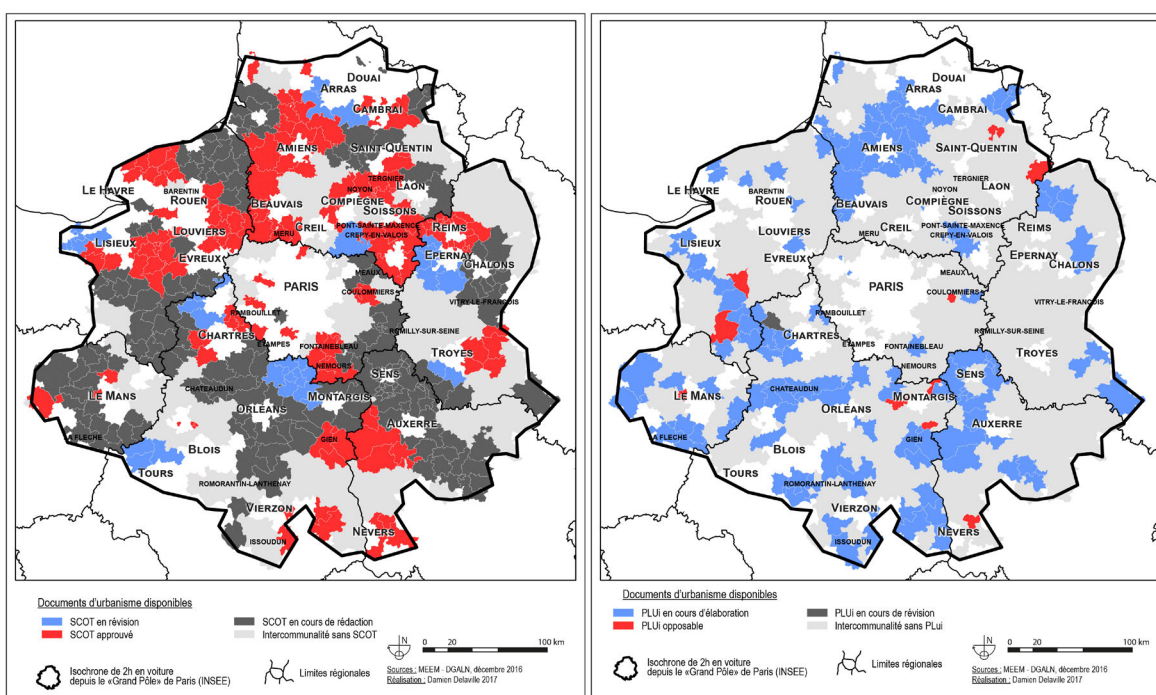 DOUAI
ARRAS
CAMBRAI
AMIENS
SAINT-QUENTIN
TERGNIER
LE HAVRE
BARENTIN
ROUEN
NOYON
LAON
BEAUVAIS
COMPIÈGNE
SOISSONS
LOUVIERS
CREIL
PONT-SAINTE-MAXENCE
REIMS
LISIEUX
MERU
CREPY-EN-VALOIS
EVREUX
EPERNAY
CHÂLONS
MEAUX
PARIS
COULOMMIERS
VITRY-LE-FRANCOIS
RAMBOUILLET
CHARTRES
ROMILLY-SUR-SEINE
ETAMPES
FONTAINEBLEAU
TROYES
NEMOURS
SENS
CHATEAUDUN
LE MANS
MONTARGIS
ORLÉANS
AUXERRE
A FLECHE
GIEN
BLOIS
TOURS
ROMORANTIN-LANTHENAY
VIERZON
NEVERS
ISSOUDUN
Documents d'urbanisme disponibles
SCOT en révision
SCOT en cours de rédaction
SCOT approuvé
Intercommunalité sans SCOT
Isochrone de 2h en voiture
depuis le «Grand Pôle» de Paris (INSEE)
Limites régionales
N
0 20 100 km
Sources : MEEM - DGALN, décembre 2016
Réalisation : Damien Delaville 2017
DOUAI
ARRAS
CAMBRAI
AMIENS
SAINT-QUENTIN
TERGNIER
LE HAVRE
BARENTIN
ROUEN
NOYON
LAON
BEAUVAIS
COMPIÈGNE
SOISSONS
LOUVIERS
CREIL
PONT-SAINTE-MAXENCE
REIMS
LISIEUX
MERU
CREPY-EN-VALOIS
EVREUX
EPERNAY
CHÂLONS
MEAUX
PARIS
COULOMMIERS
VITRY-LE-FRANCOIS
RAMBOUILLET
CHARTRES
ROMILLY-SUR-SEINE
ETAMPES
FONTAINEBLEAU
TROYES
NEMOURS
SENS
CHATEAUDUN
LE MANS
MONTARGIS
ORLÉANS
AUXERRE
A FLECHE
GIEN
BLOIS
TOURS
ROMORANTIN-LANTHENAY
VIERZON
NEVERS
ISSOUDUN
Documents d'urbanisme disponibles
PLUi en cours d'élaboration
PLUi en cours de révision
PLUi opposable
Intercommunalité sans PLui
Isochrone de 2h en voiture
depuis le «Grand Pôle» de Paris (INSEE)
Limites régionales
N
0 20 100 km
Sources : MEEM - DGALN, décembre 2016
Réalisation : Damien Delaville 2017